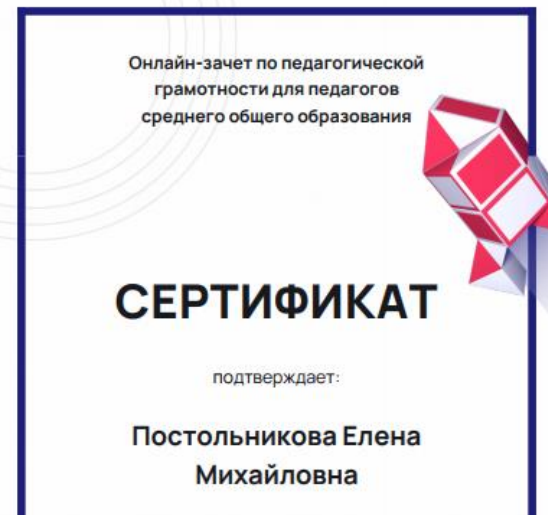 Онлайн-зачет по педагогической
грамотности для педагогов
среднего общего образования
СЕРТИФИКАТ
подтверждает:
Постольникова Елена
Михайловна